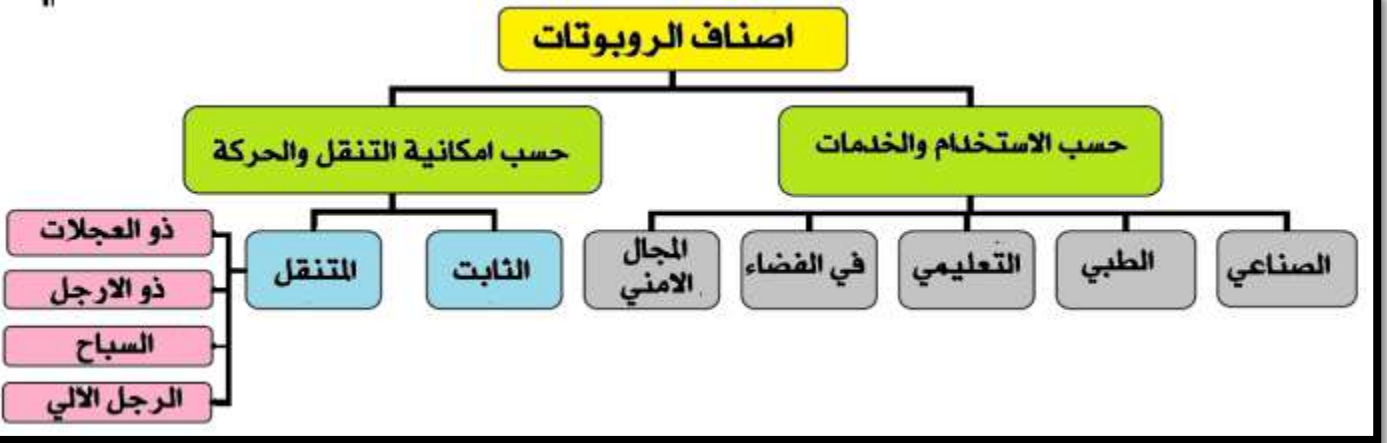 اصناف الروبوتات
حسب الاستخدام والخدمات
حسب امكانية التنقل والحركة
الصناعي
الطبي
التعليمي
في الفضاء
المجال
الامني
الثابت
المتنقل
ذو العجلات
ذو الارجل
السباح
الرجل الالي